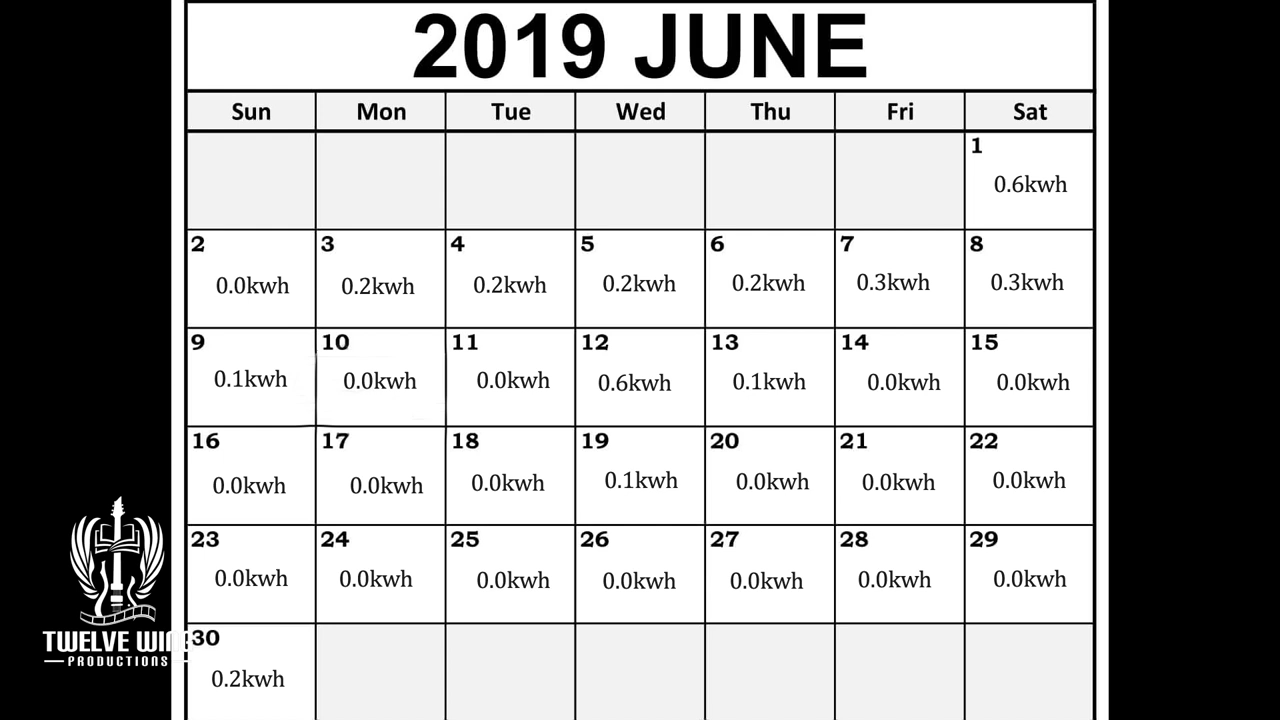 2019 JUNE
Sun Mon Tue Wed Thu Fri Sat
1
0.6kwh
2 3 4 5 6 7 8
0.0kwh 0.2kwh 0.2kwh 0.2kwh 0.2kwh 0.3kwh 0.3kwh
9 10 11 12 13 14 15
0.1kwh 0.0kwh 0.0kwh 0.6kwh 0.1kwh 0.0kwh 0.0kwh
16 17 18 19 20 21 22
0.0kwh 0.0kwh 0.0kwh 0.1kwh 0.0kwh 0.0kwh 0.0kwh
23 24 25 26 27 28 29
0.0kwh 0.0kwh 0.0kwh 0.0kwh 0.0kwh 0.0kwh 0.0kwh
30
0.2kwh
TWELVE
PRODUCTIONS